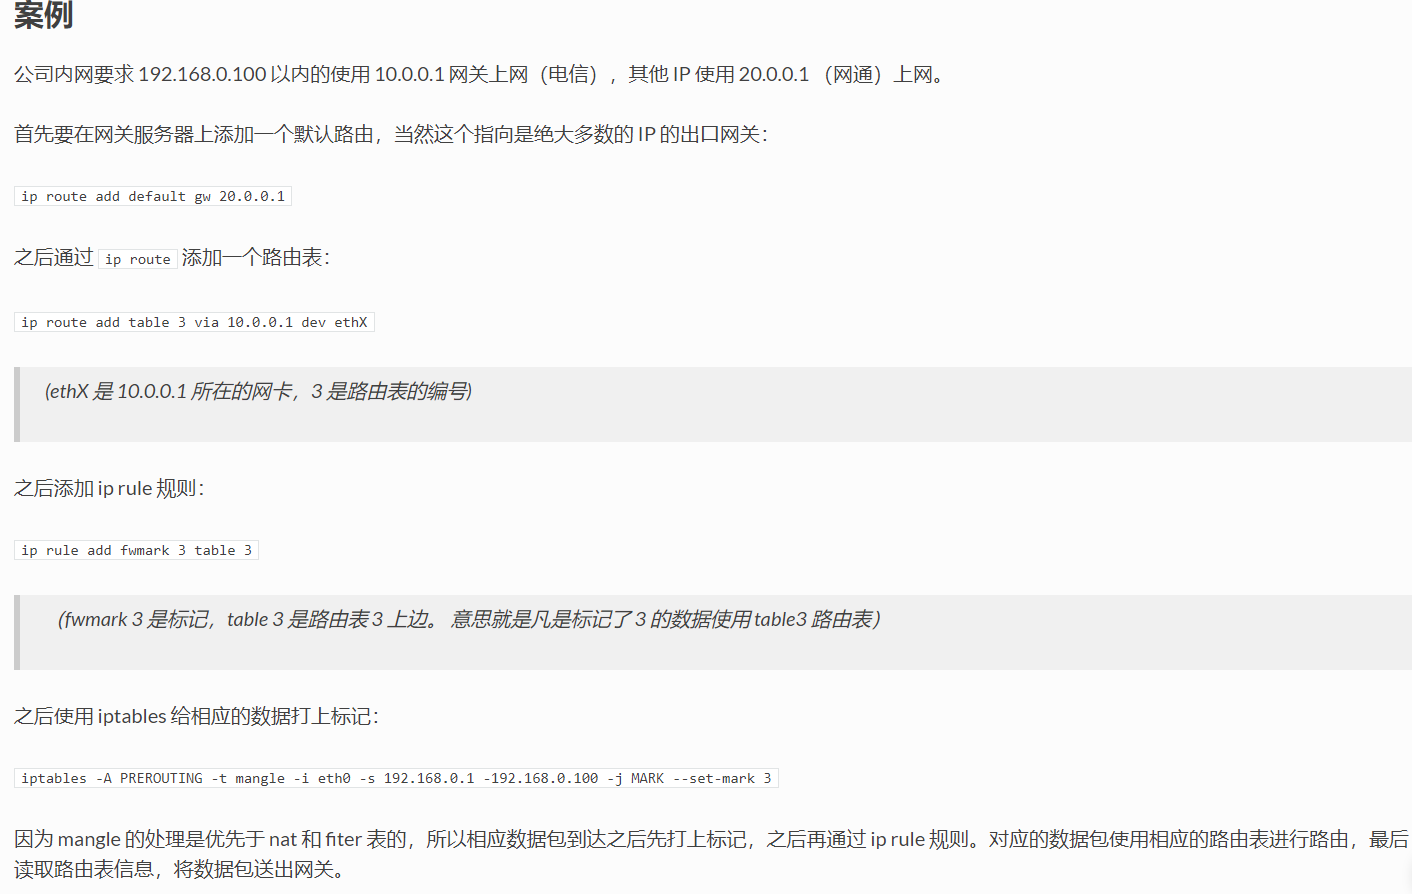 案例
公司内网要求 192.168.0.100 以内的使用 10.0.0.1 网关上网（电信），其他 IP 使用 20.0.0.1 （网通）上网。
首先要在网关服务器上添加一个默认路由，当然这个指向是绝大多数的 IP 的出口网关：
ip route add default gw 20.0.0.1
之后通过 ip route 添加一个路由表：
ip route add table 3 via 10.0.0.1 dev ethX
(ethX 是 10.0.0.1 所在的网卡，3 是路由表的编号)
之后添加 ip rule 规则：
ip rule add fwmark 3 table 3
（fwmark 3 是标记，table 3 是路由表 3 上边。 意思就是凡是标记了 3 的数据使用 table3 路由表）
之后使用 iptables 给相应的数据打上标记：
iptables -A PREROUTING -t mangle -i eth0 -s 192.168.0.1 -192.168.0.100 -j MARK --set-mark 3
因为 mangle 的处理是优先于 nat 和 fiter 表的，所以相应数据包到达之后先打上标记，之后再通过 ip rule 规则。对应的数据包使用相应的路由表进行路由，最后
读取路由表信息，将数据包送出网关。